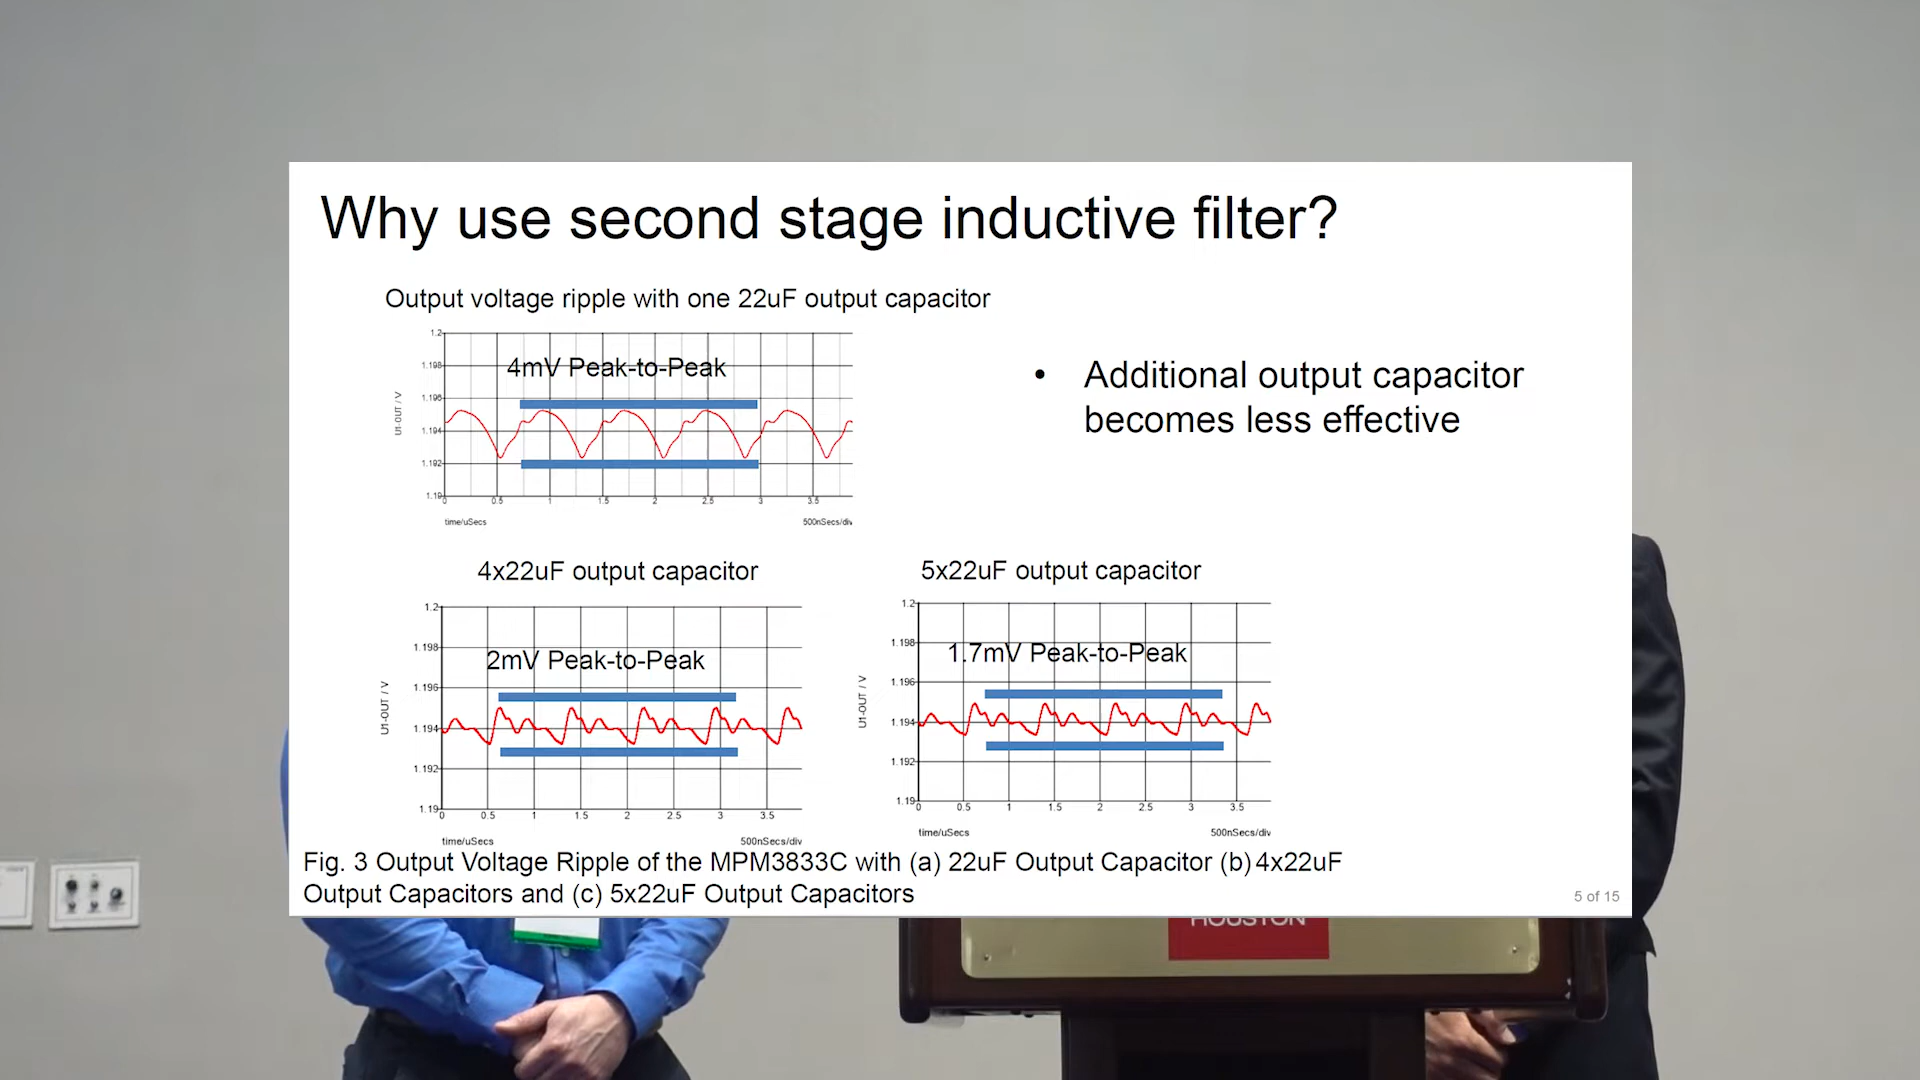 Why use second stage inductive filter?
Output voltage ripple with one 22uF output capacitor
1.2
4mV Peak-to-Peak
1.198
1.196
1.194
1.192
1.19
U1-OUT / V
0 0.5 1 1.5 2 2.5 3 3.5
time/uSecs 500nSecs/div
• Additional output capacitor
becomes less effective
4x22uF output capacitor
1.2
1.198
2mV Peak-to-Peak
1.196
1.194
1.192
1.19
U1-OUT / V
0 0.5 1 1.5 2 2.5 3 3.5
time/uSecs 500nSecs/div
5x22uF output capacitor
1.2
1.198
1.7mV Peak-to-Peak
1.196
1.194
1.192
1.19
U1-OUT / V
0 0.5 1 1.5 2 2.5 3 3.5
time/uSecs 500nSecs/div
Fig. 3 Output Voltage Ripple of the MPM3833C with (a) 22uF Output Capacitor (b) 4x22uF
Output Capacitors and (c) 5x22uF Output Capacitors
5 of 15
HOUSTON